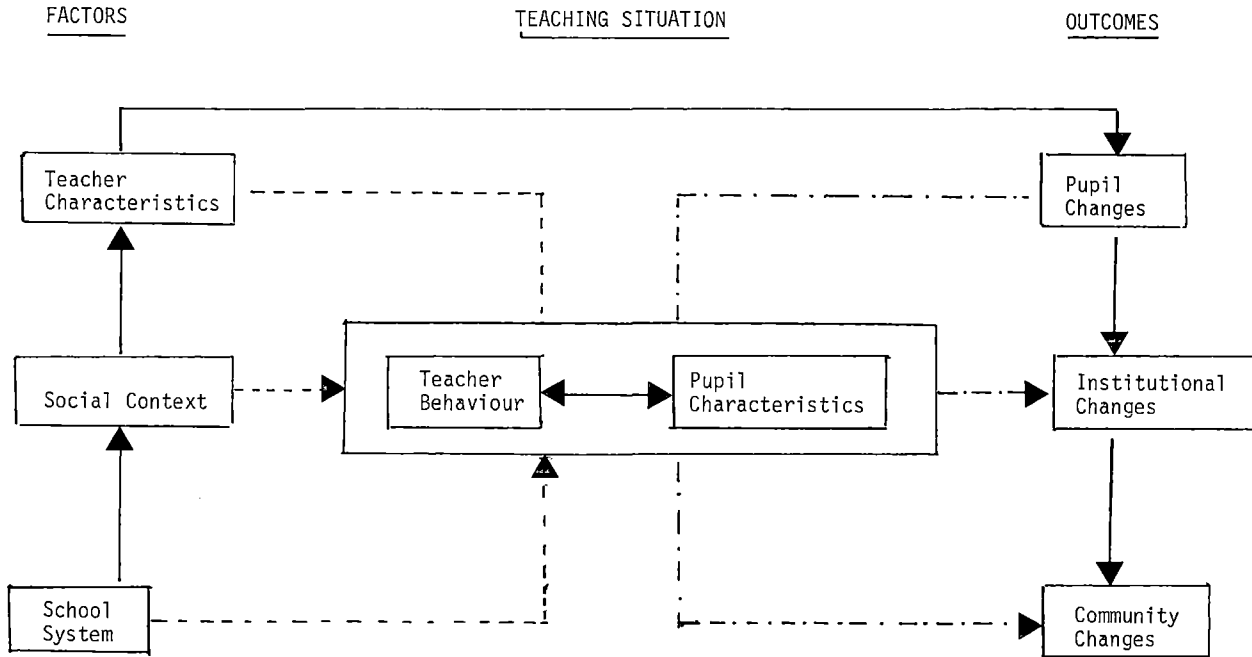 FACTORS
TEACHING SITUATION
OUTCOMES
Teacher
Characteristics
Pupil
Changes
Social Context
Teacher
Behaviour
Pupil
Characteristics
Institutional
Changes
School
System
Community
Changes